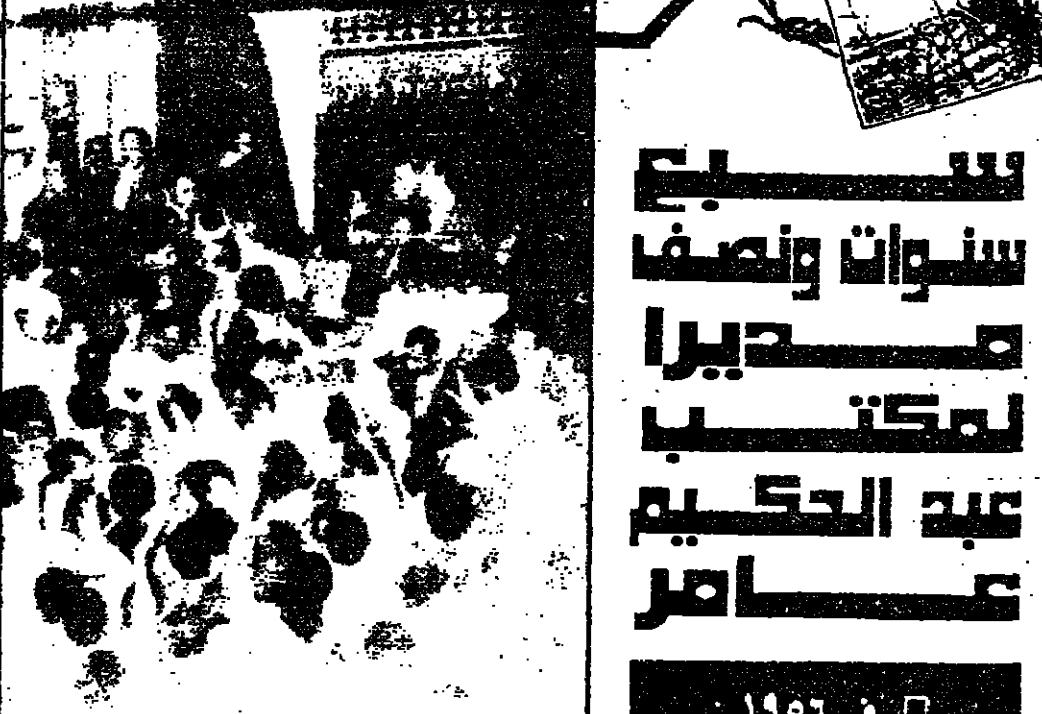 سبع
سنوات ونصف
مديرا
لمكتب
عبد الحكيم
عامر